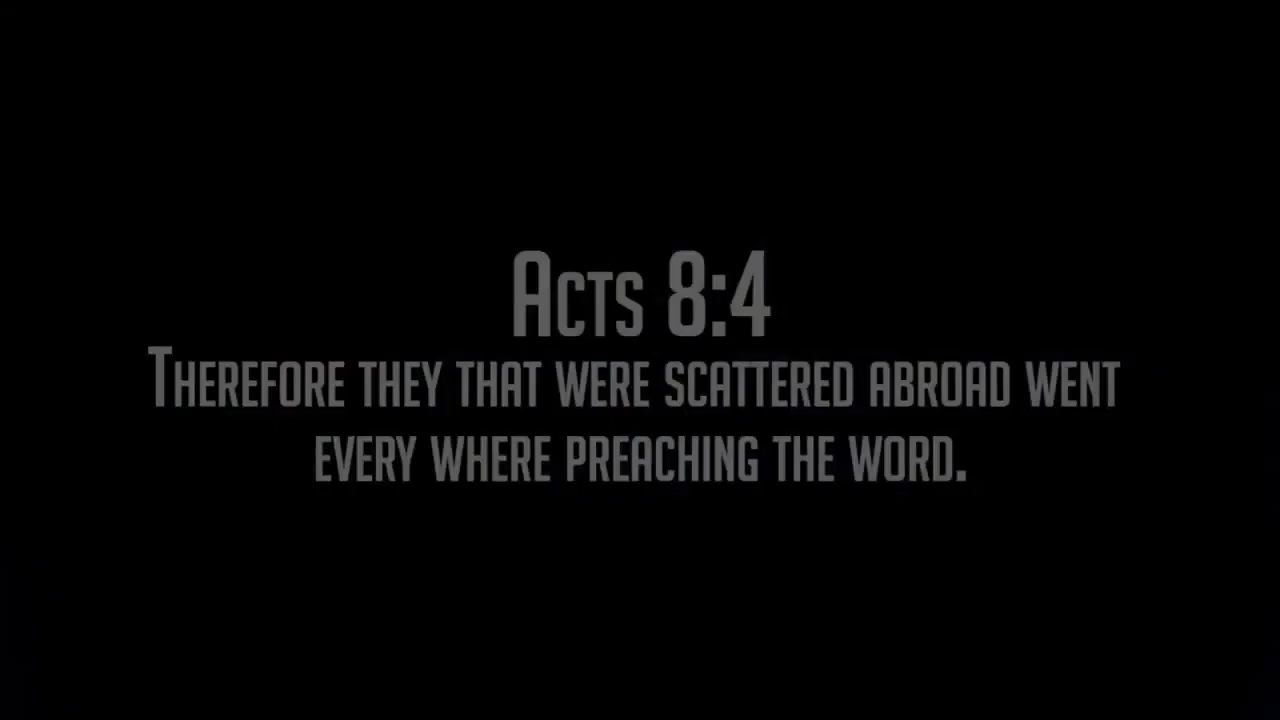 Acts 8:4
Therefore they that were scattered abroad went
every where preaching the word.